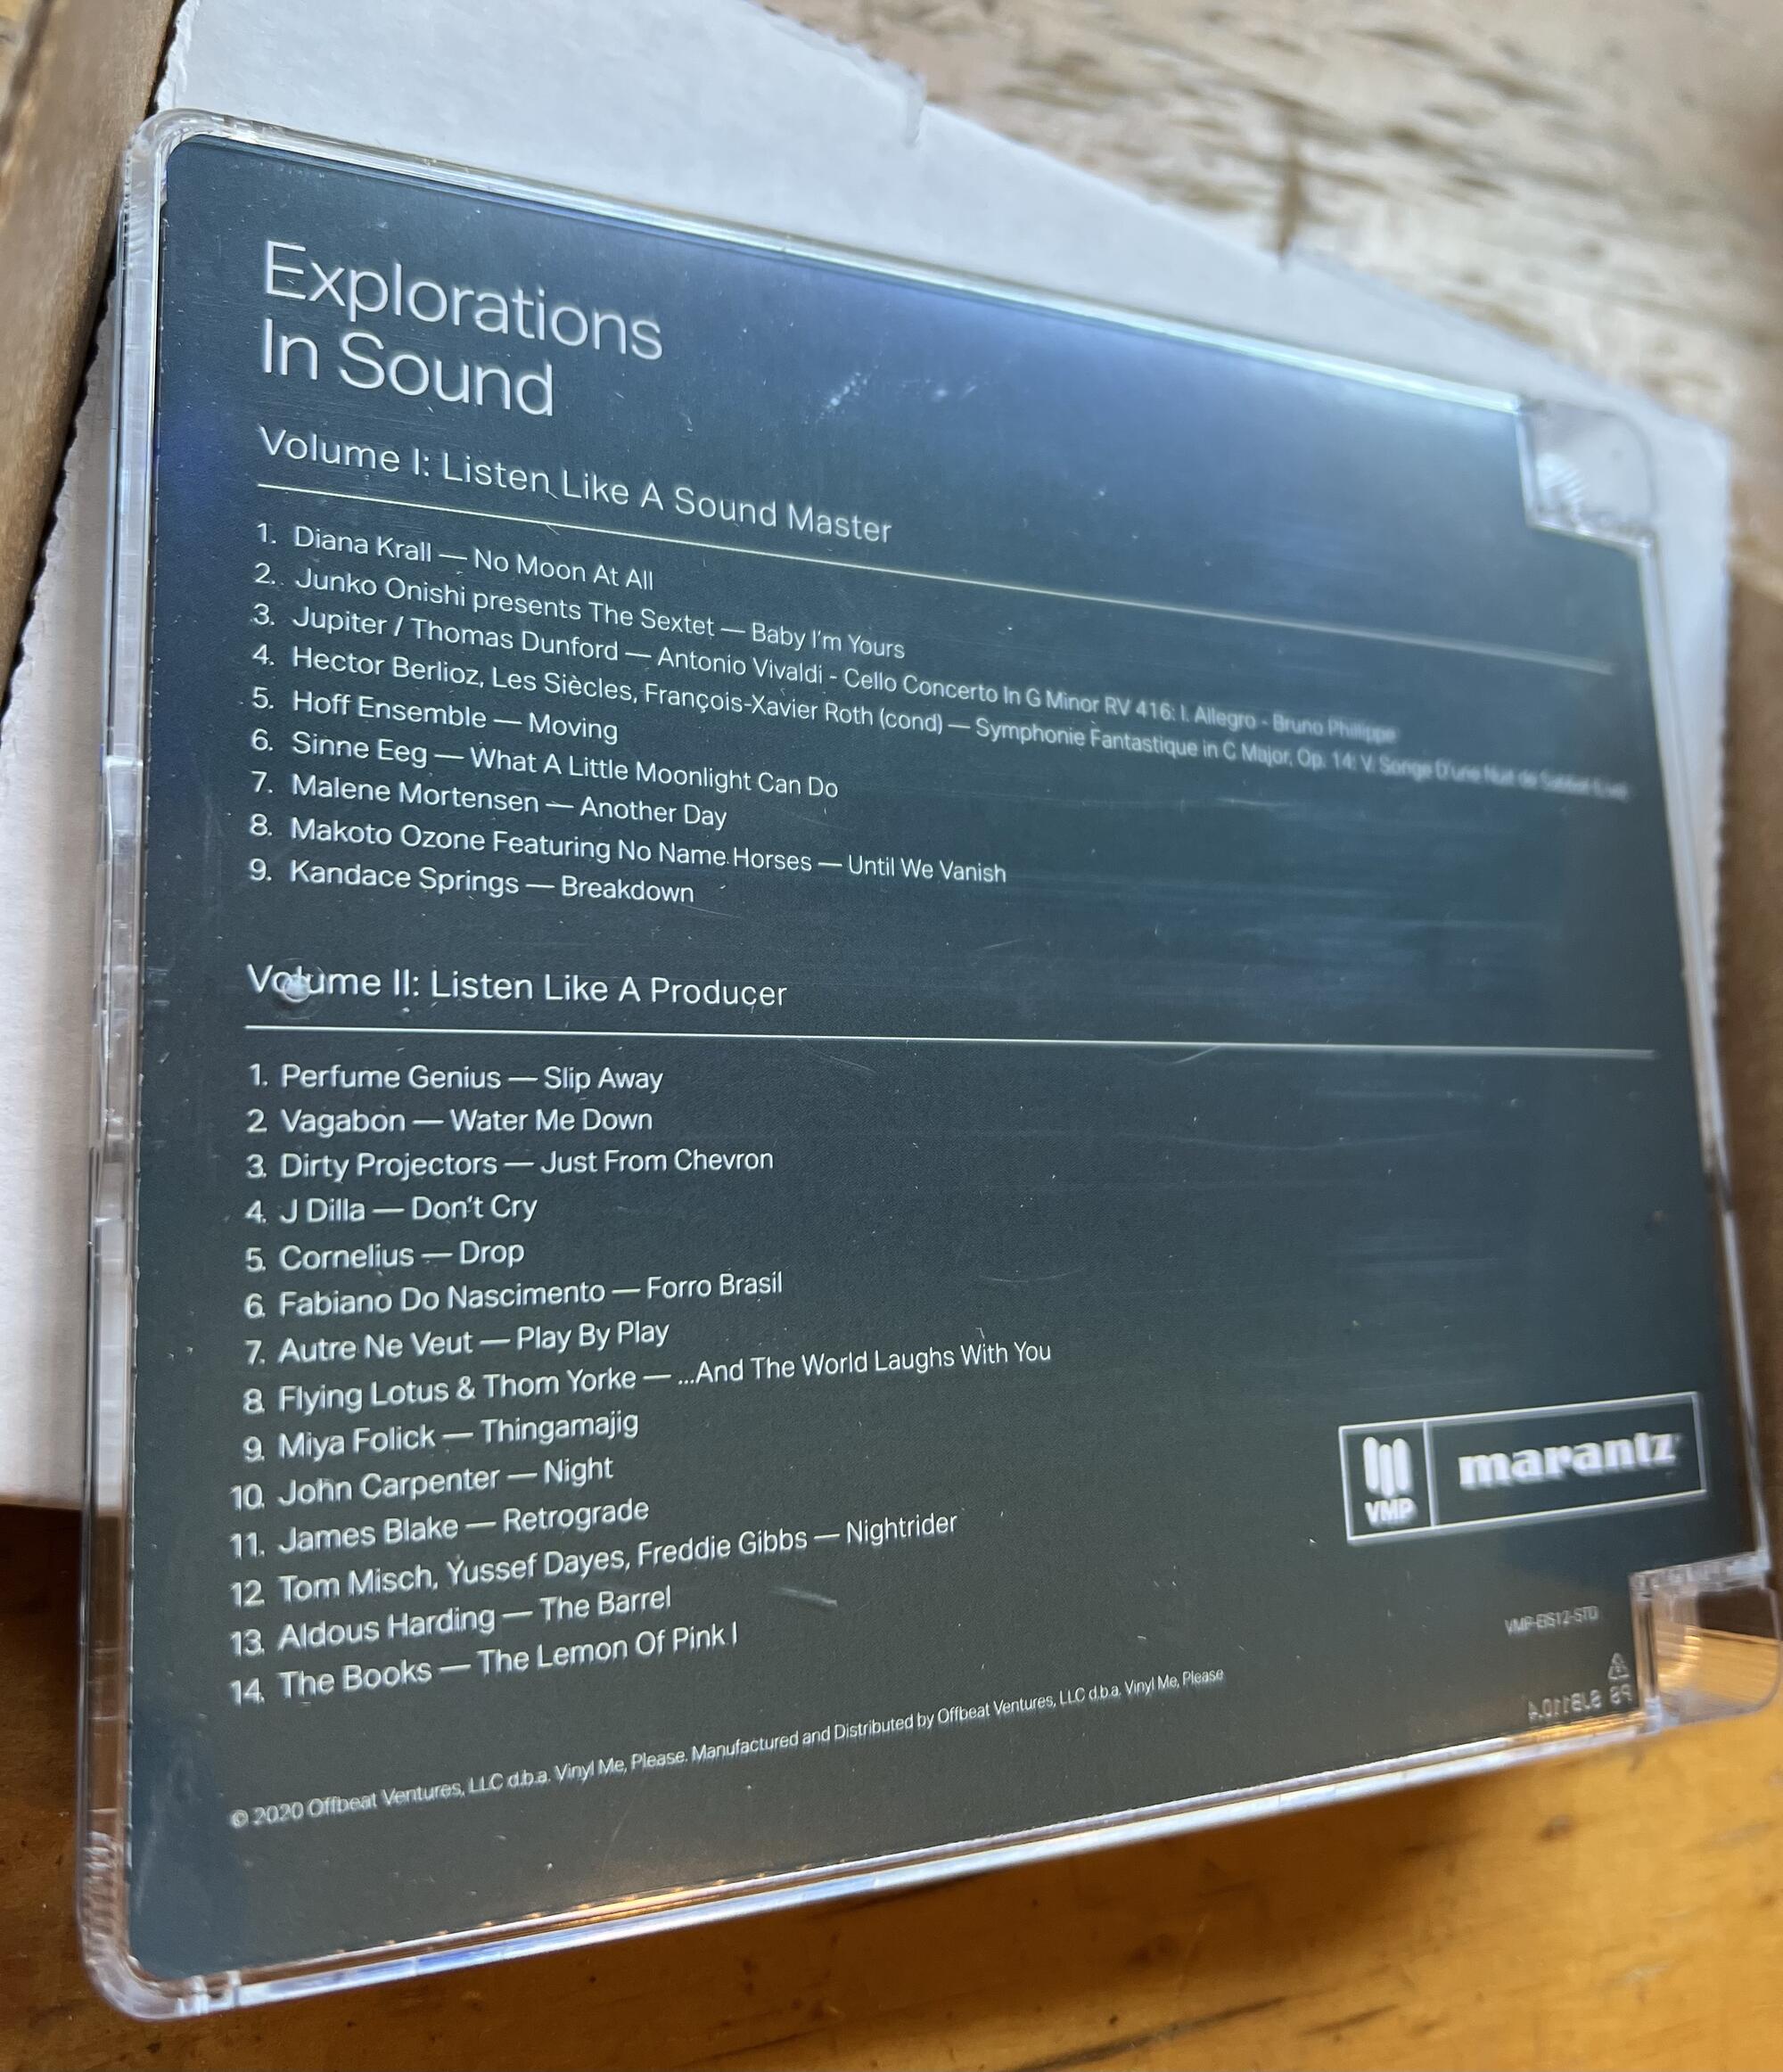 Explorations
In Sound
Volume I: Listen Like A Sound Master
1. Diana Krall — No Moon At All
2. Junko Onishi presents The Sextet — Baby I'm Yours
3. Jupiter / Thomas Dunford — Antonio Vivaldi - Cello Concerto In G Minor RV 416: I. Allegro - Bruno Philippe
4. Hector Berlioz, Les Siècles, François-Xavier Roth (cond) — Symphonie Fantastique in C Major, Op. 14: V. Songe D'une Nuit de Sabbat (Live)
5. Hoff Ensemble — Moving
6. Sinne Eeg — What A Little Moonlight Can Do
7. Malene Mortensen — Another Day
8. Makoto Ozone Featuring No Name Horses — Until We Vanish
9. Kandace Springs — Breakdown
Volume II: Listen Like A Producer
1. Perfume Genius — Slip Away
2. Vagabon — Water Me Down
3. Dirty Projectors — Just From Chevron
4. J Dilla — Don't Cry
5. Cornelius — Drop
6. Fabiano Do Nascimento — Forro Brasil
7. Autre Ne Veut — Play By Play
8. Flying Lotus & Thom Yorke — ...And The World Laughs With You
9. Miya Folick — Thingamajig
10. John Carpenter — Night
11. James Blake — Retrograde
12. Tom Misch, Yussef Dayes, Freddie Gibbs — Nightrider
13. Aldous Harding — The Barrel
14. The Books — The Lemon Of Pink I
VMP marantz
VMP-EIS12-STD
© 2020 Offbeat Ventures, LLC d.b.a. Vinyl Me, Please. Manufactured and Distributed by Offbeat Ventures, LLC d.b.a. Vinyl Me, Please